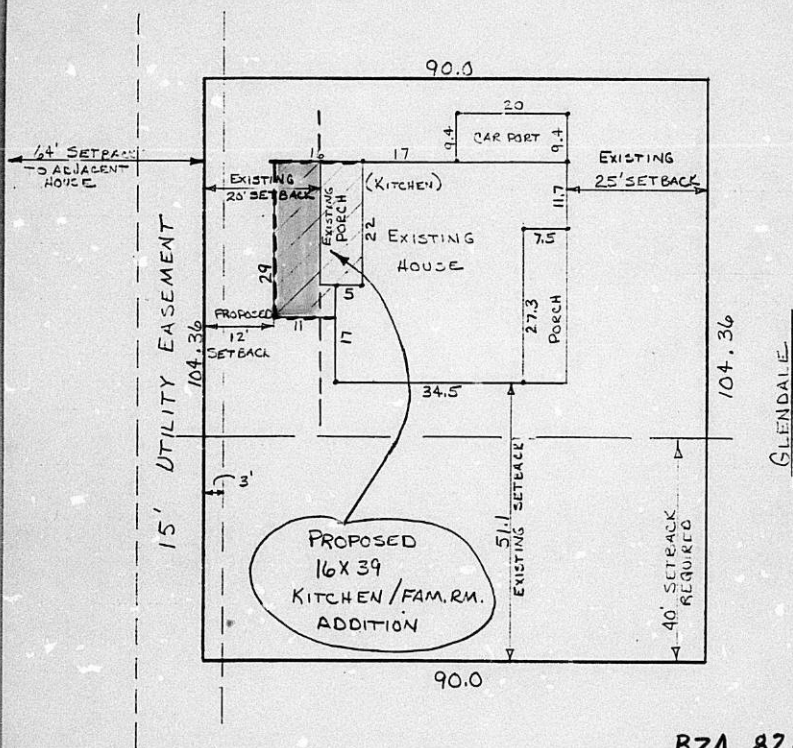 90.0
20
CAR PORT
9.4
9.4
64' SETBACK
TO ADJACENT
HOUSE
16
17
EXISTING
25' SETBACK
EXISTING
20' SETBACK
(KITCHEN)
EXISTING
PORCH
22
EXISTING
HOUSE
11.7
7.5
29
5
27.3
PORCH
PROPOSED
12'
SETBACK
11
17
34.5
104.36
104.36
15' UTILITY EASEMENT
GLENDALE
3'
51.1
EXISTING SETBACK
40' SETBACK
REQUIRED
PROPOSED
16X39
KITCHEN/FAM.RM.
ADDITION
90.0
BZA 82